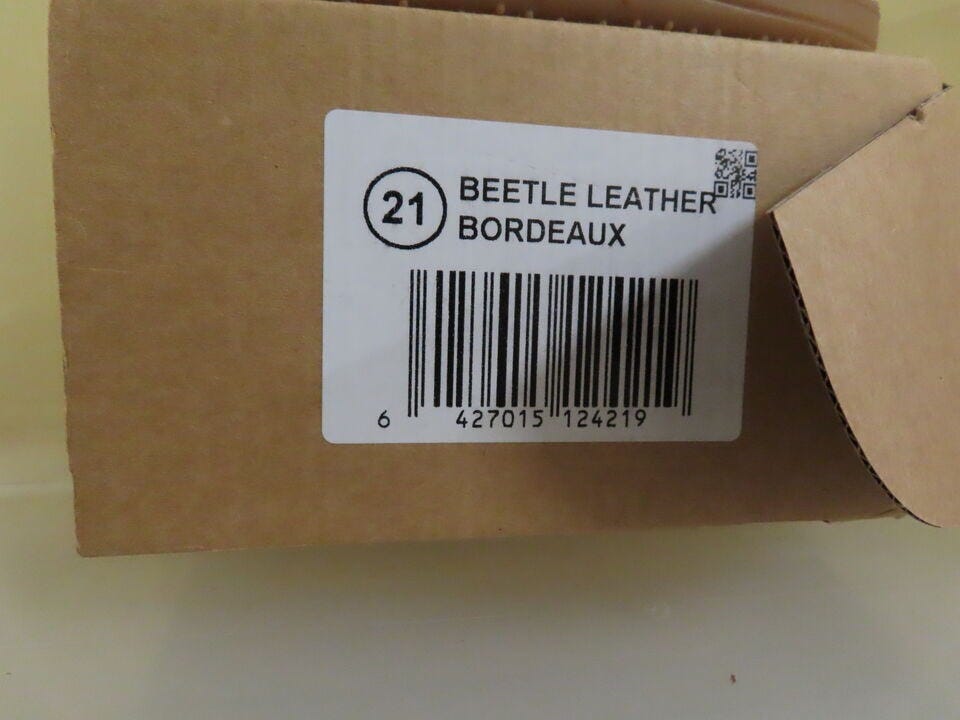 21
BEETLE LEATHER
BORDEAUX
6 427015 124219